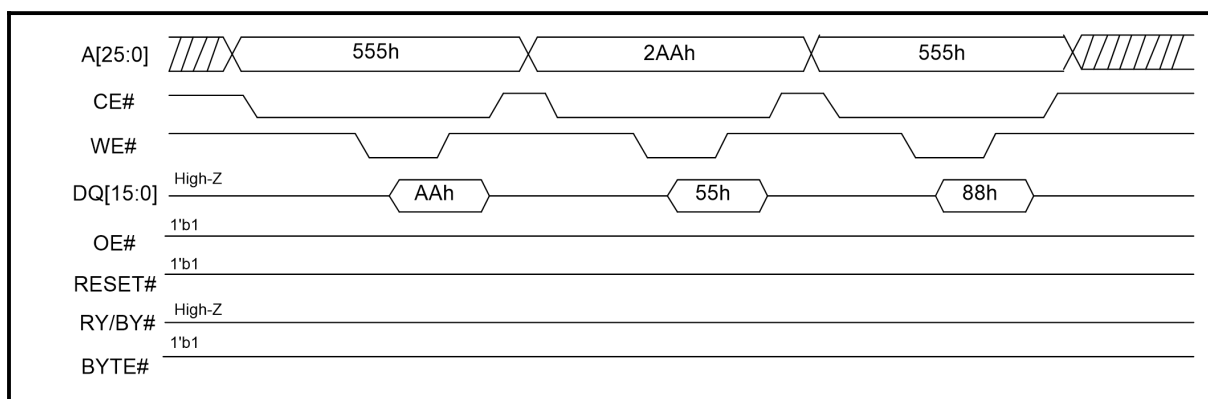 A[25:0] 555h 2AAh 555h
CE#
WE#
DQ[15:0] High-Z AAh 55h 88h
OE# 1'b1
RESET# 1'b1
RY/BY# High-Z
BYTE# 1'b1